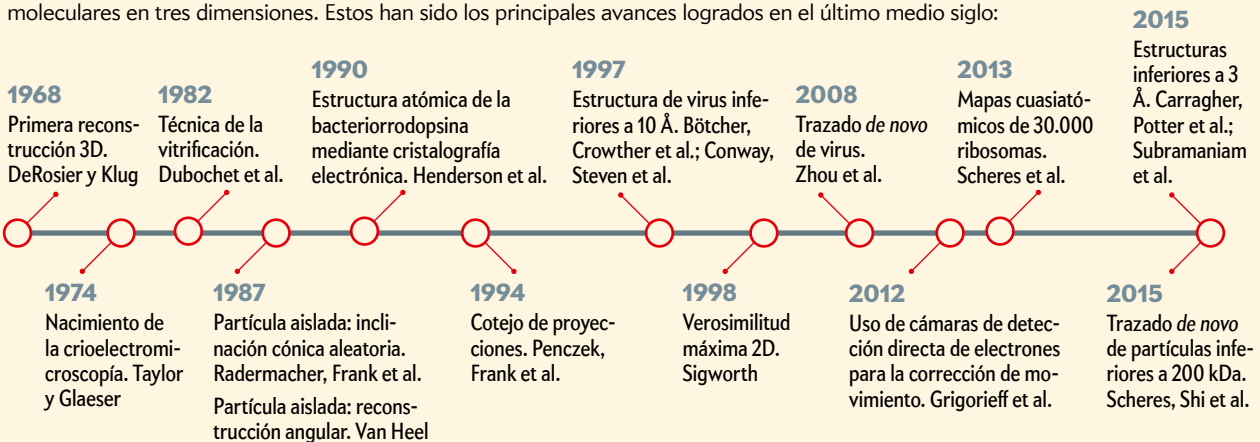 moleculares en tres dimensiones. Estos han sido los principales avances logrados en el último medio siglo:
1968
Primera recons-
trucción 3D.
DeRosier y Klug
1974
Nacimiento de
la crioelectromi-
croscopía. Taylor
y Glaeser
1982
Técnica de la
vitrificación.
Dubochet et al.
1987
Partícula aislada: incli-
nación cónica aleatoria.
Radermacher, Frank et al.
Partícula aislada: recons-
trucción angular. Van Heel
1990
Estructura atómica de la
bacteriorrodopsina
mediante cristalografía
electrónica. Henderson et al.
1994
Cotejo de proyec-
ciones. Penczek,
Frank et al.
1997
Estructura de virus infe-
riores a 10 Å. Bötcher,
Crowther et al.; Conway,
Steven et al.
1998
Verosimilitud
máxima 2D.
Sigworth
2008
Trazado de novo
de virus.
Zhou et al.
2012
Uso de cámaras de detec-
ción directa de electrones
para la corrección de mo-
vimiento. Grigorieff et al.
2013
Mapas cuasiató-
micos de 30.000
ribosomas.
Scheres et al.
2015
Estructuras
inferiores a 3
Å. Carragher,
Potter et al.;
Subramaniam
et al.
2015
Trazado de novo
de partículas infe-
riores a 200 kDa.
Scheres, Shi et al.